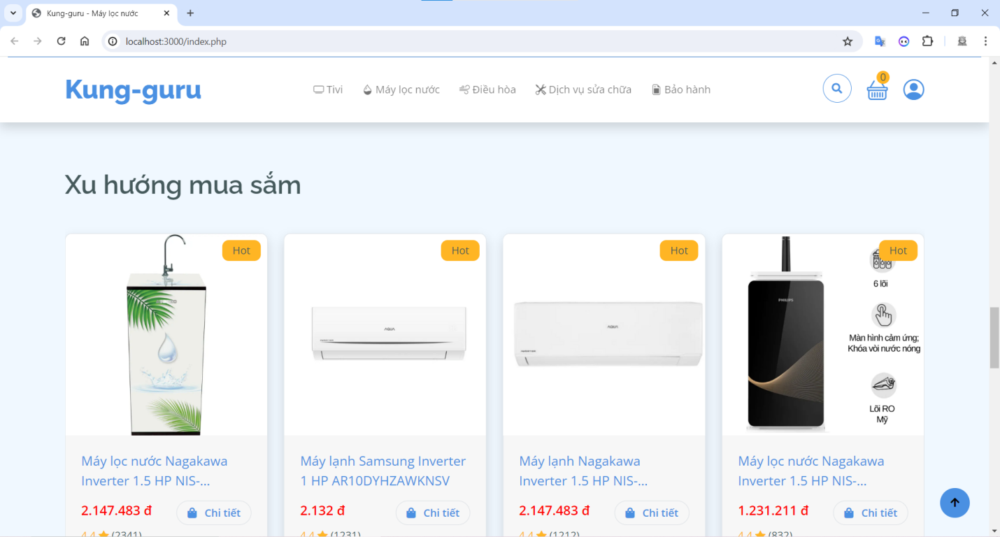 Kung-guru - Máy lọc nước
localhost:3000/index.php
Kung-guru
Tivi
Máy lọc nước
Điều hòa
Dịch vụ sửa chữa
Bảo hành
0
Xu hướng mua sắm
Hot
Hot
Hot
Hot
AQUA
AQUA
PHILIPS
6 lõi
Màn hình cảm ứng;
Khóa vòi nước nóng
Lõi RO
Mỹ
Máy lọc nước Nagakawa
Inverter 1.5 HP NIS-...
2.147.483 đ
Chi tiết
4.4 (2341)
Máy lạnh Samsung Inverter
1 HP AR10DYHZAWKNSV
2.132 đ
Chi tiết
4.4 (1231)
Máy lạnh Nagakawa
Inverter 1.5 HP NIS-...
2.147.483 đ
Chi tiết
4.4 (1212)
Máy lọc nước Nagakawa
Inverter 1.5 HP NIS-...
1.231.211 đ
Chi tiết
4.4 (832)